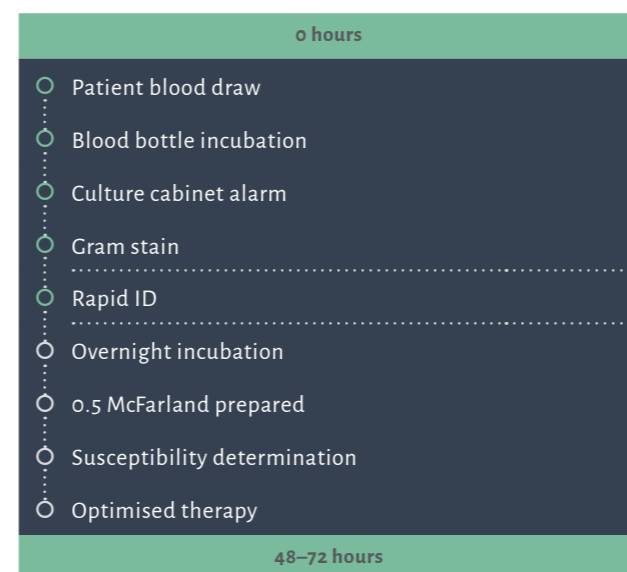 0 hours
Patient blood draw
Blood bottle incubation
Culture cabinet alarm
Gram stain
Rapid ID
Overnight incubation
0.5 McFarland prepared
Susceptibility determination
Optimised therapy
48–72 hours